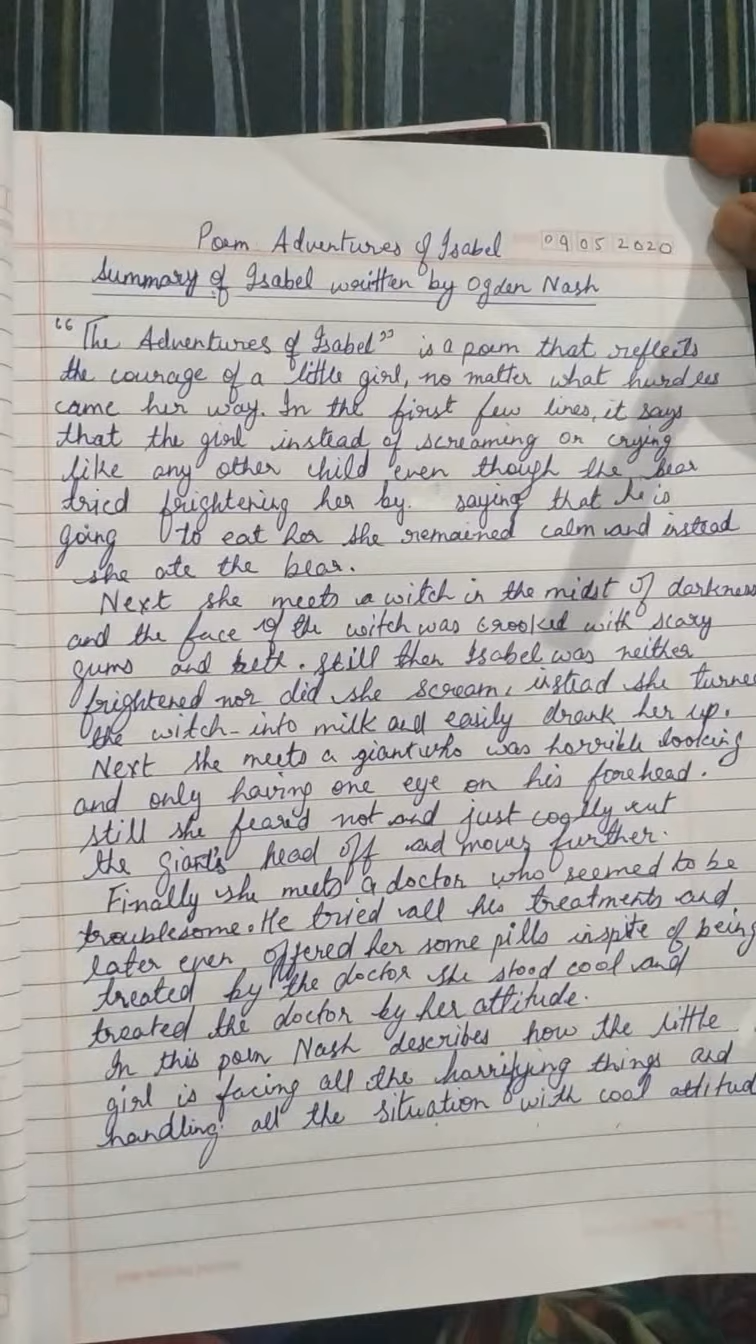 Poem Adventures of Isabel 09052020
Summary of Isabel written by Ogden Nash
"The Adventures of Isabel" is a poem that reflects
the courage of a little girl, no matter what hurdles
came her way. In the first few lines, it says
that the girl instead of screaming or crying
like any other child even though the bear
tried frightening her by. saying that he is
going to eat her she remained calm and instead
she ate the bear.
Next she meets a witch in the midst of darkness
and the face of the witch was crooked with scary
gums and teeth. Still then Isabel was neither
frightened nor did she scream, instead she turne
the witch into milk and easily drank her up.
Next she meets a giant who was horrible looking
and only having one eye on his forehead.
still she feared not and just coolly cut
the giant's head off and moves further.
Finally she meets a doctor who seemed to be
troublesome. He tried all his treatments and
later even offered her some pills inspite of being
treated by the doctor she stood cool and
treated the doctor by her attitude.
In this poem Nash describes how the little
girl is facing all the horrifying things and
handling all the situation with cool attitud